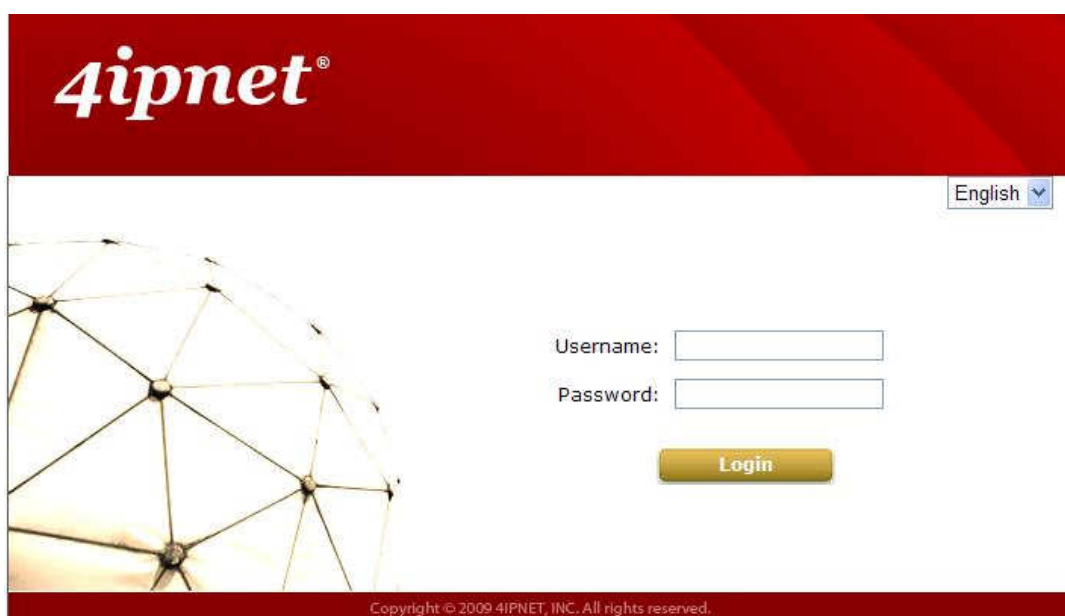 4ipnet®
English
Username:
Password:
Login
Copyright © 2009 4IPNET, INC. All rights reserved.